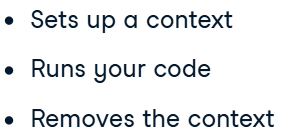 • Sets up a context
• Runs your code
• Removes the context